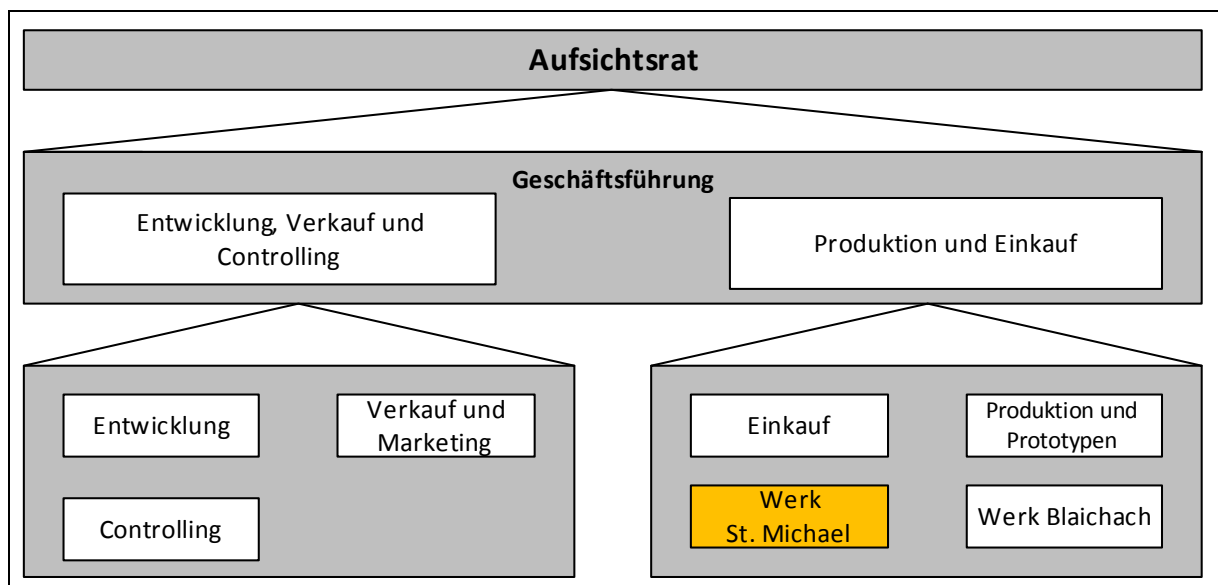 Aufsichtsrat
Geschäftsführung
Entwicklung, Verkauf und
Controlling
Produktion und Einkauf
Entwicklung
Verkauf und
Marketing
Controlling
Einkauf
Produktion und
Prototypen
Werk
St. Michael
Werk Blaichach